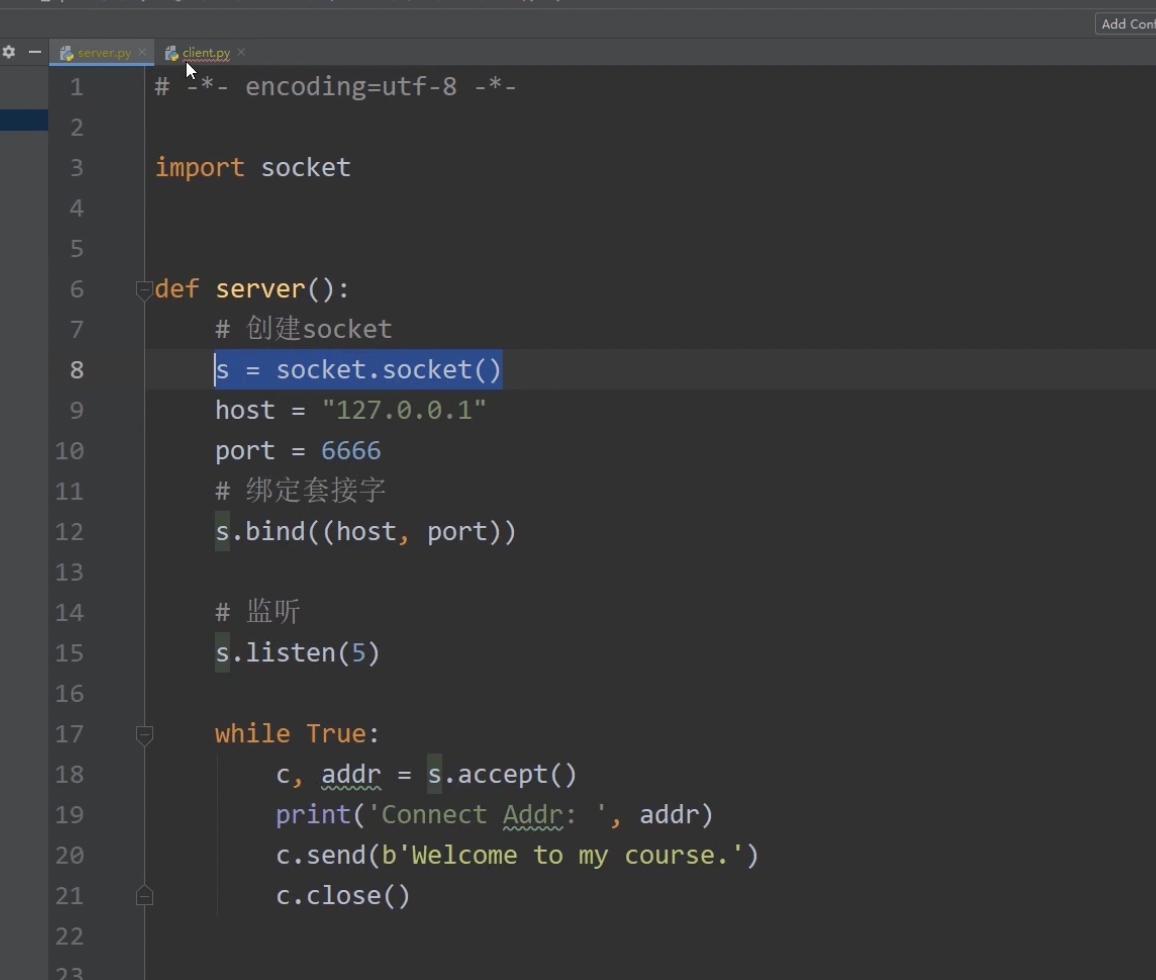 Add Conf
server.py client.py
1 # -*- encoding=utf-8 -*-
2
3 import socket
4
5
6 def server():
7 # 创建socket
8 s = socket.socket()
9 host = "127.0.0.1"
10 port = 6666
11 # 绑定套接字
12 s.bind((host, port))
13
14 # 监听
15 s.listen(5)
16
17 while True:
18 c, addr = s.accept()
19 print('Connect Addr: ', addr)
20 c.send(b'Welcome to my course.')
21 c.close()
22
23